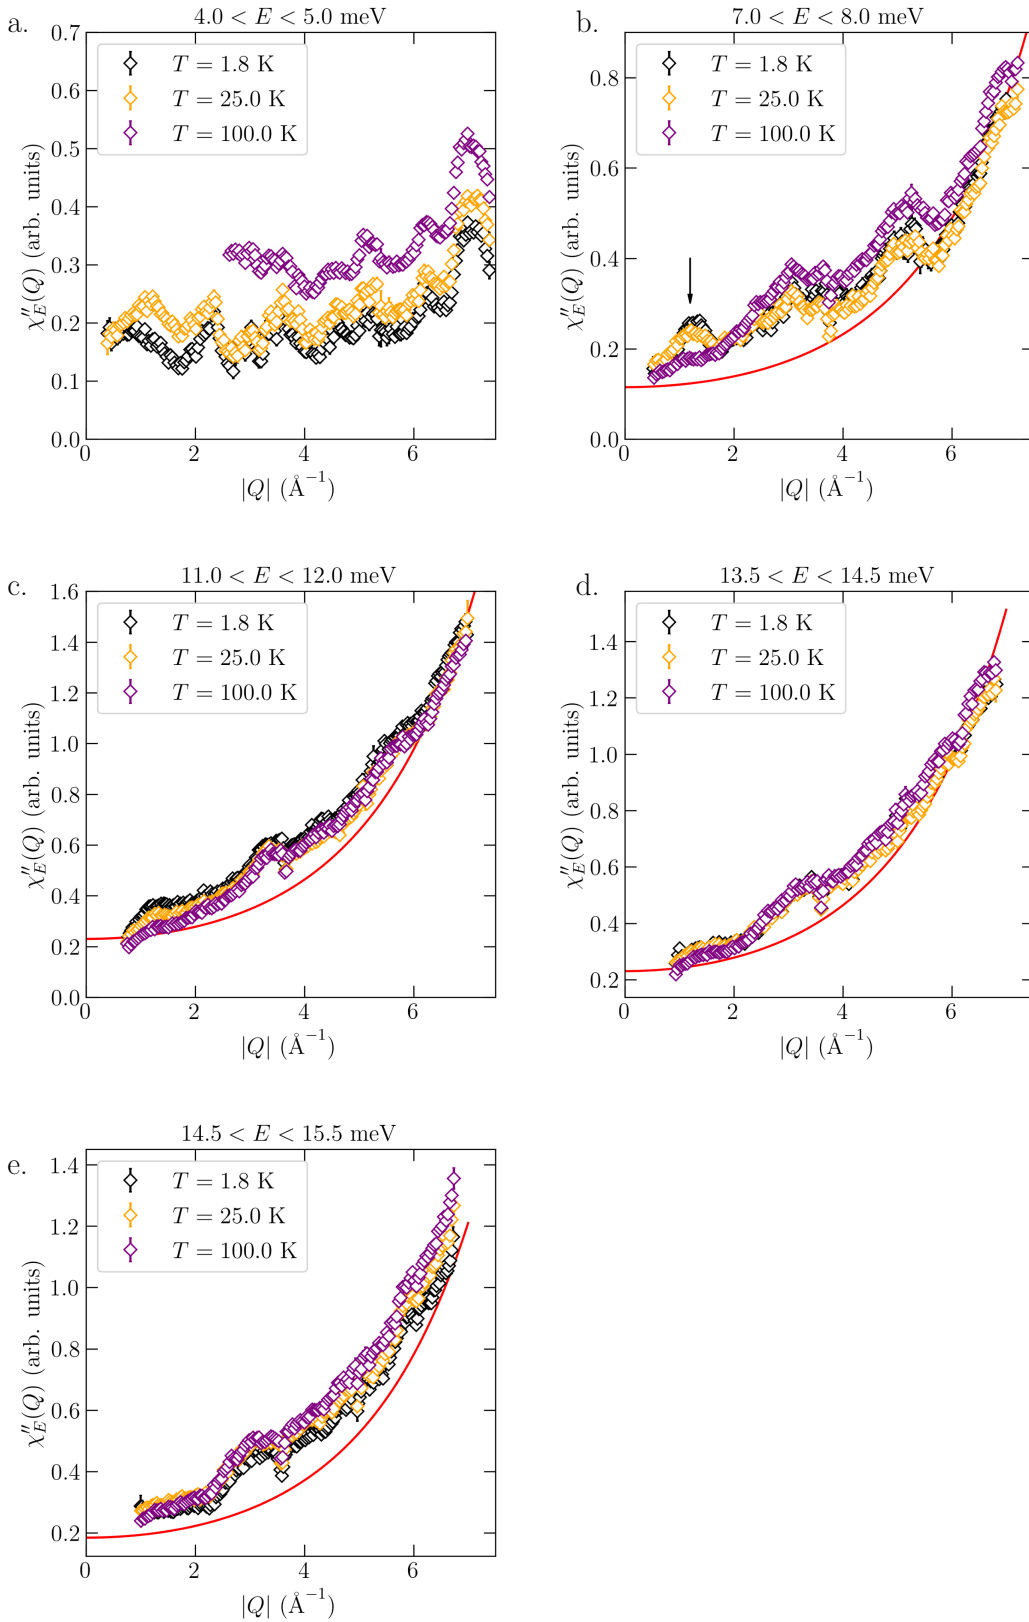 a.
4.0 < E < 5.0 meV
T = 1.8 K
T = 25.0 K
T = 100.0 K
0.7
0.6
0.5
0.4
0.3
0.2
0.1
0.0
χ″E(Q) (arb. units)
0 2 4 6
|Q| (Å⁻¹)
b.
7.0 < E < 8.0 meV
T = 1.8 K
T = 25.0 K
T = 100.0 K
0.8
0.6
0.4
0.2
0.0
χ″E(Q) (arb. units)
0 2 4 6
|Q| (Å⁻¹)
c.
11.0 < E < 12.0 meV
T = 1.8 K
T = 25.0 K
T = 100.0 K
1.6
1.4
1.2
1.0
0.8
0.6
0.4
0.2
0.0
χ″E(Q) (arb. units)
0 2 4 6
|Q| (Å⁻¹)
d.
13.5 < E < 14.5 meV
T = 1.8 K
T = 25.0 K
T = 100.0 K
1.4
1.2
1.0
0.8
0.6
0.4
0.2
χ″E(Q) (arb. units)
0 2 4 6
|Q| (Å⁻¹)
e.
14.5 < E < 15.5 meV
T = 1.8 K
T = 25.0 K
T = 100.0 K
1.4
1.2
1.0
0.8
0.6
0.4
0.2
χ″E(Q) (arb. units)
0 2 4 6
|Q| (Å⁻¹)